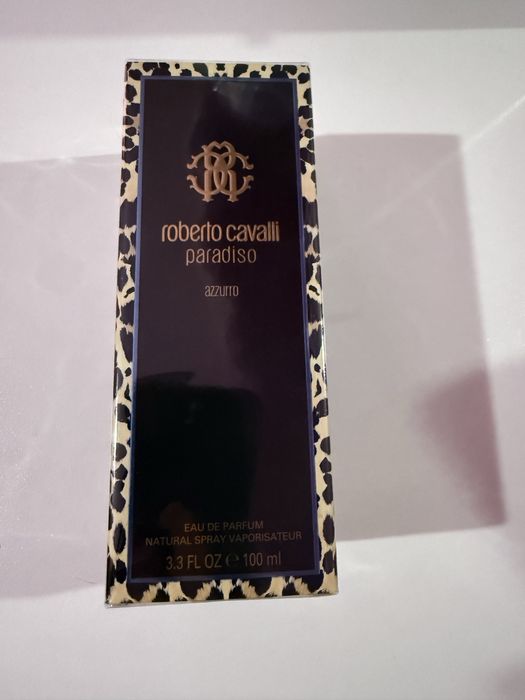 roberto cavalli
paradiso
azzurro
EAU DE PARFUM
NATURAL SPRAY VAPORISATEUR
3.3 FL OZ ℮ 100 ml